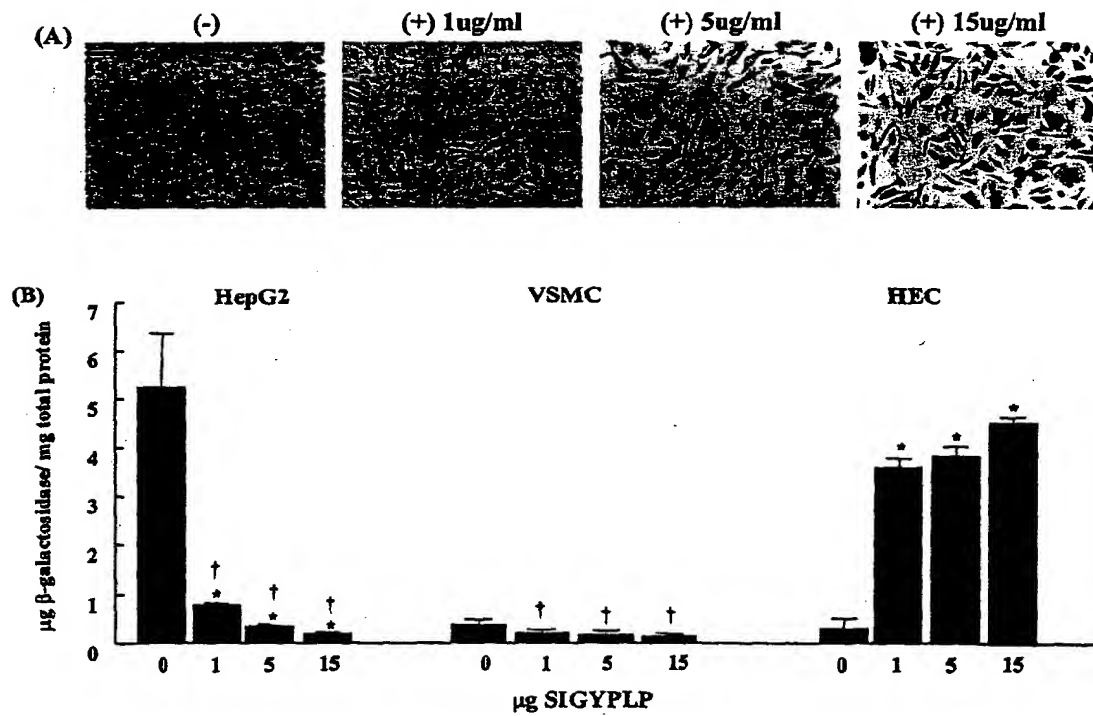 (A)
(-) (+) 1ug/ml (+) 5ug/ml (+) 15ug/ml
(B)
HepG2 VSMC HEC
µg β-galactosidase/ mg total protein
7
6
5
4
3
2
1
0
† * † * † * † † † * * *
0 1 5 15 0 1 5 15 0 1 5 15
µg SIGYPLP